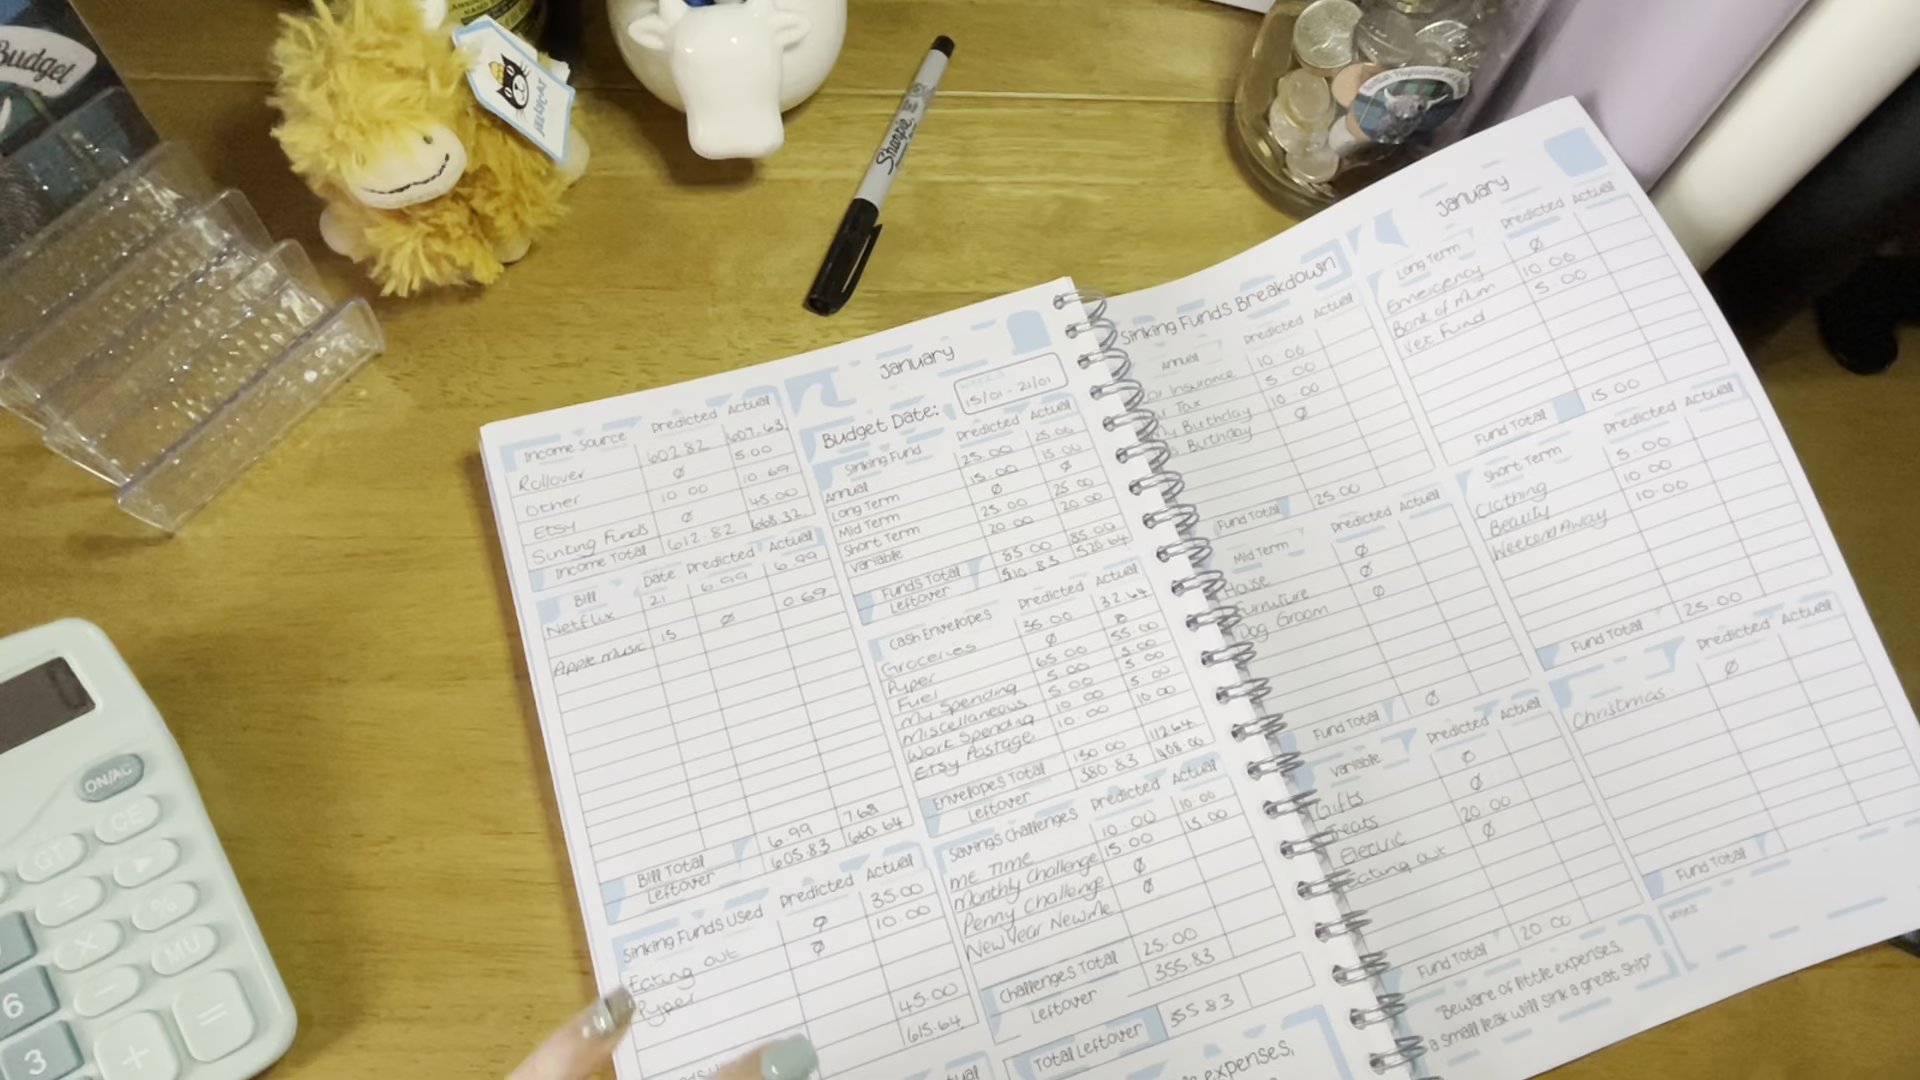 Budget
JELLYCAT
Sharpie
ON/AC
CE
GT
▶
÷
%
×
MU
6
−
3
+
=
January
Budget Date: 15/01 - 21/01
Income Source Predicted Actual
Rollover 602.82 607.63
Other ∅ 5.00
Etsy 10.00 10.69
Sinking Funds ∅ 45.00
Income Total 612.82 668.32
Bill Date Predicted Actual
Netflix 21 6.99 6.99
Apple Music 15 ∅ 0.69
Bill Total 6.99 7.68
Leftover 605.83 660.64
Sinking Funds Used Predicted Actual
Eating out ∅ 35.00
Pyper ∅ 10.00
45.00
615.64
Sinking Fund Predicted Actual
Annual 25.00 25.00
Long Term 15.00 15.00
Mid Term ∅ ∅
Short Term 25.00 25.00
Variable 20.00 20.00
Funds Total 85.00 85.00
Leftover 510.83 520.64
Cash Envelopes Predicted Actual
Groceries 35.00 32.64
Pyper ∅ ∅
Fuel 65.00 55.00
My Spending 5.00 5.00
Miscellaneous 5.00 5.00
Work Spending 10.00 5.00
Etsy Postage 10.00 10.00
Envelopes Total 130.00 112.64
Leftover 380.83 408.00
Savings Challenges Predicted Actual
Me Time 10.00 10.00
Monthly Challenge 15.00 15.00
Penny Challenge ∅
New Year New Me ∅
Challenges Total 25.00
Leftover 355.83
Total Leftover 355.83
expenses,
January
Sinking Funds Breakdown
Annual Predicted Actual
Insurance 10.00
Tax 5.00
Birthday 10.00
Birthday ∅
Fund Total 25.00
Mid Term Predicted Actual
House ∅
Furniture ∅
Dog Groom ∅
Fund Total ∅
Variable Predicted Actual
Gifts ∅
Treats ∅
Electric 20.00
Eating out ∅
Fund Total 20.00
Long Term Predicted Actual
Emergency ∅
Bank of Mum 10.00
Vet Fund 5.00
Fund Total 15.00
Short Term Predicted Actual
Clothing 5.00
Beauty 10.00
Weekend Away 10.00
Fund Total 25.00
Predicted Actual
Christmas ∅
Fund Total
NOTES
"Beware of little expenses,
a small leak will sink a great ship"